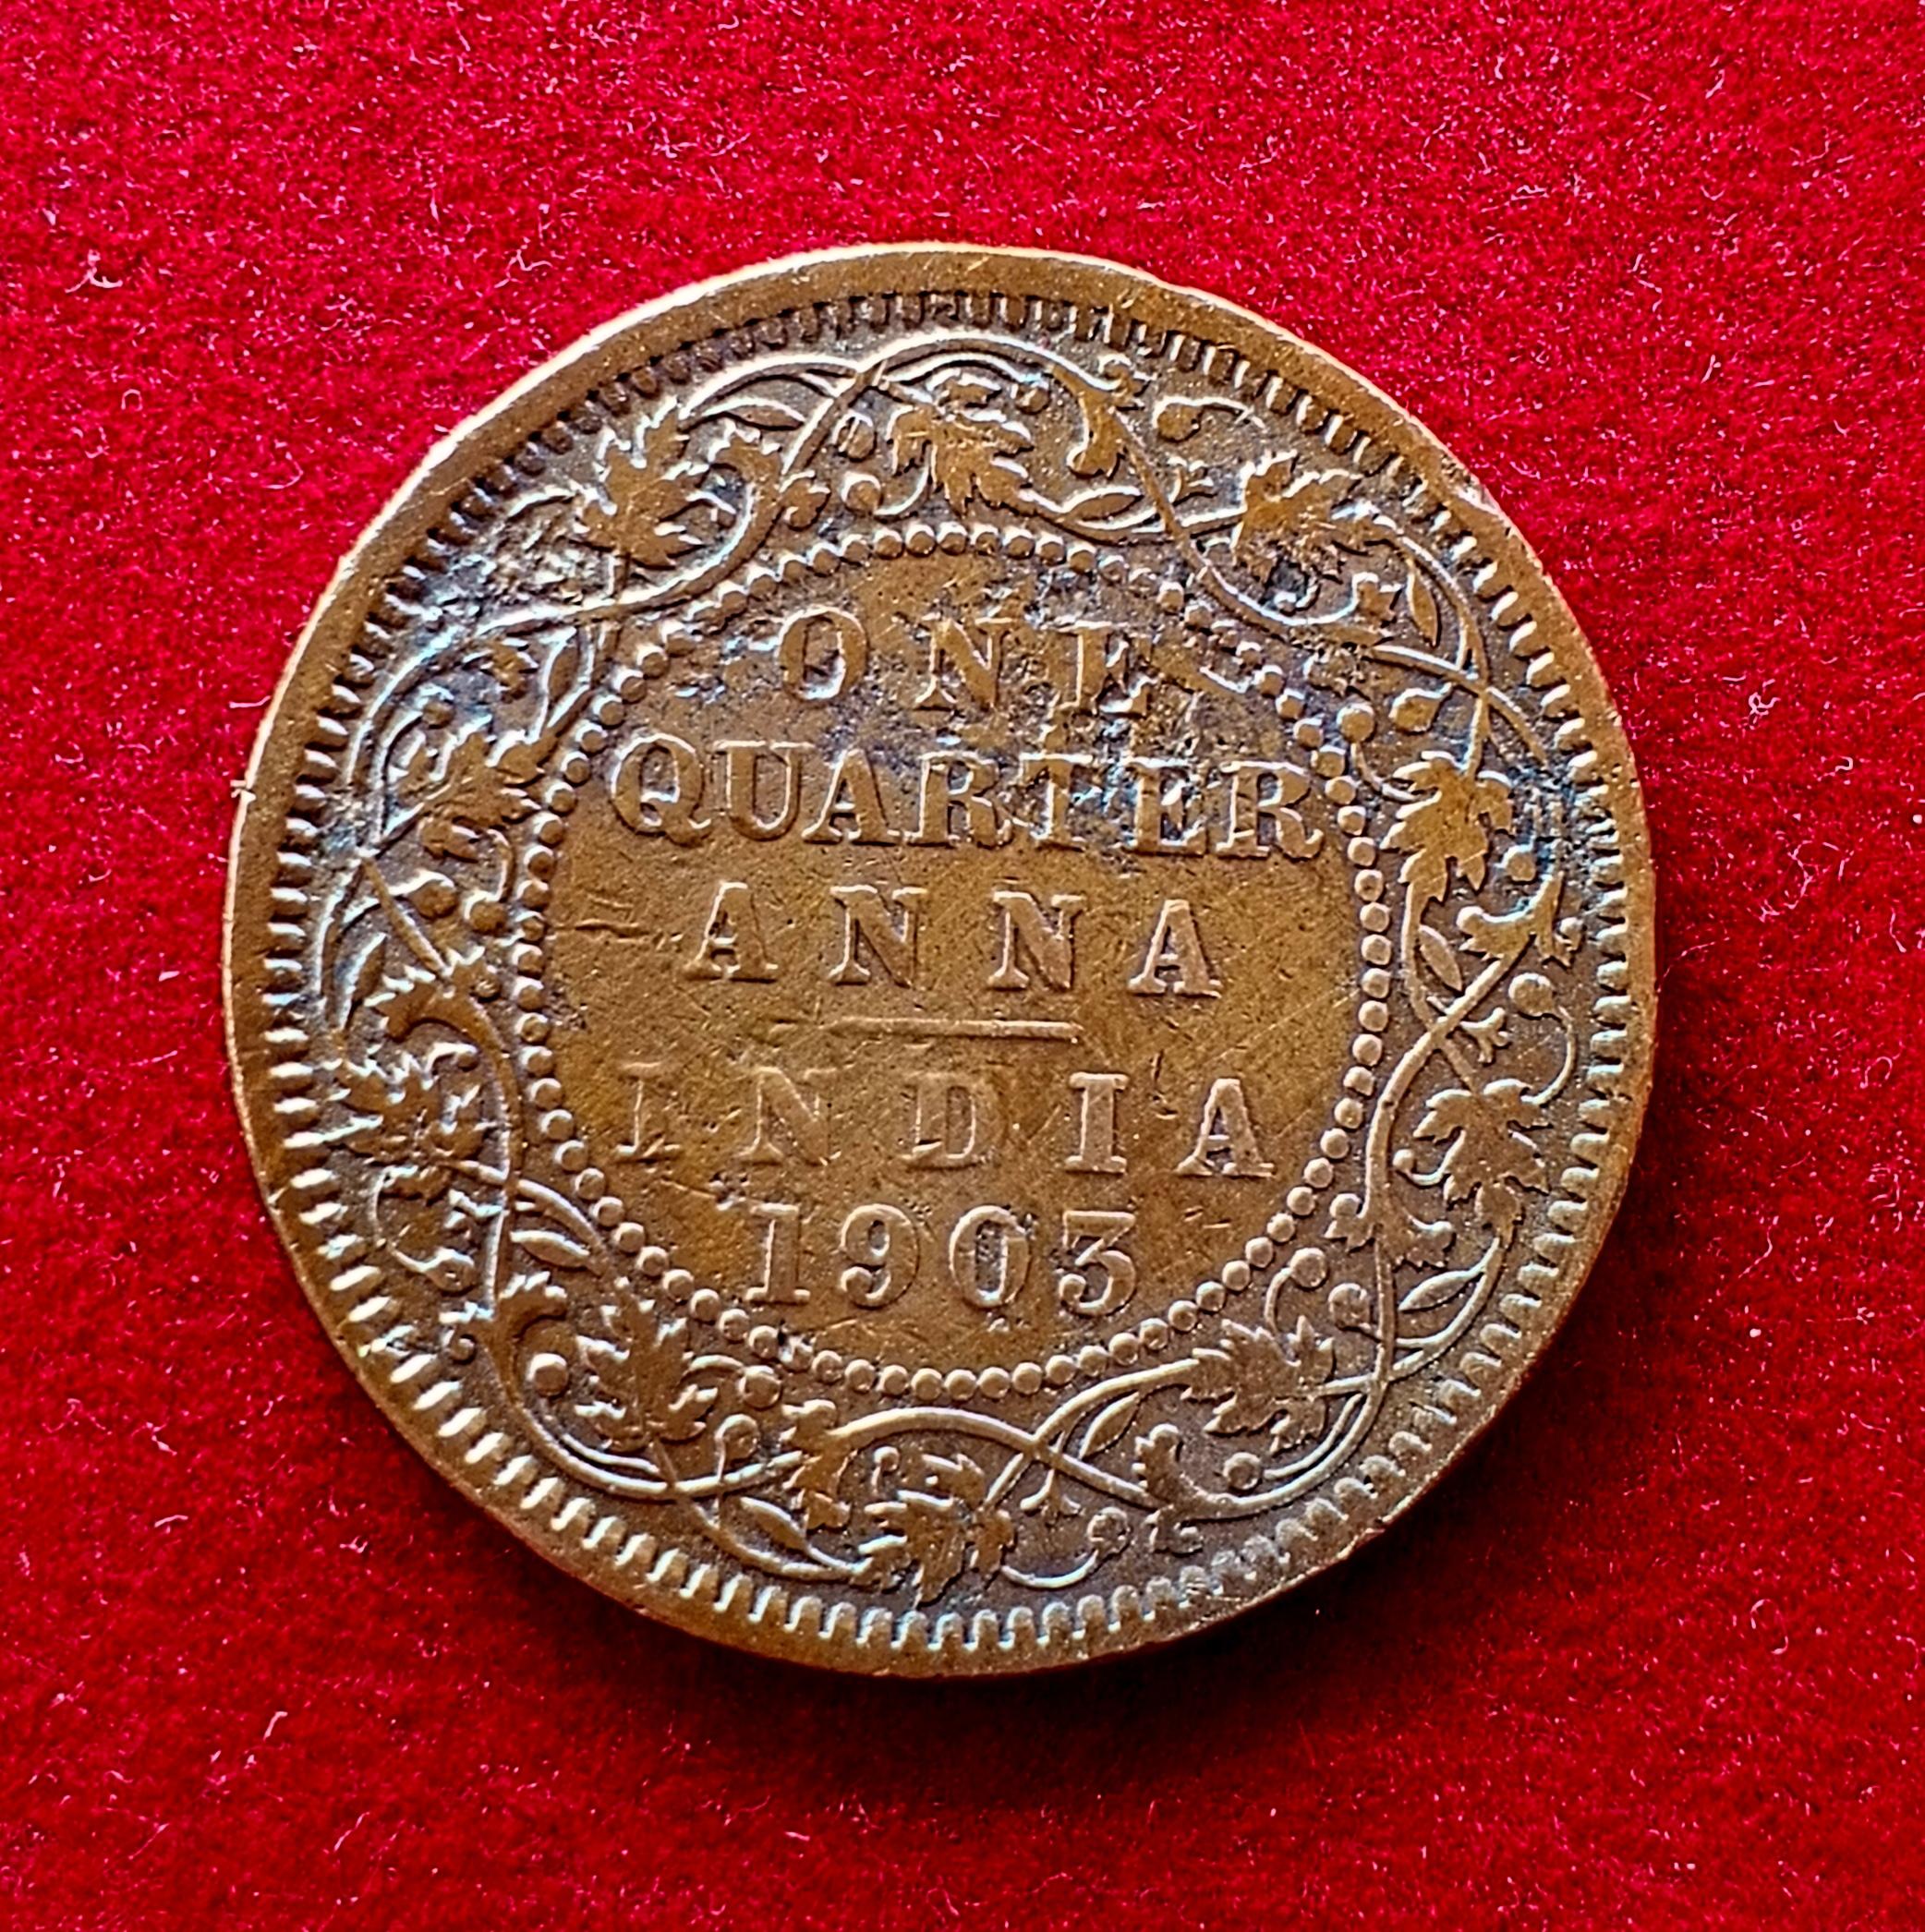 ONE
QUARTER
ANNA
INDIA
1903